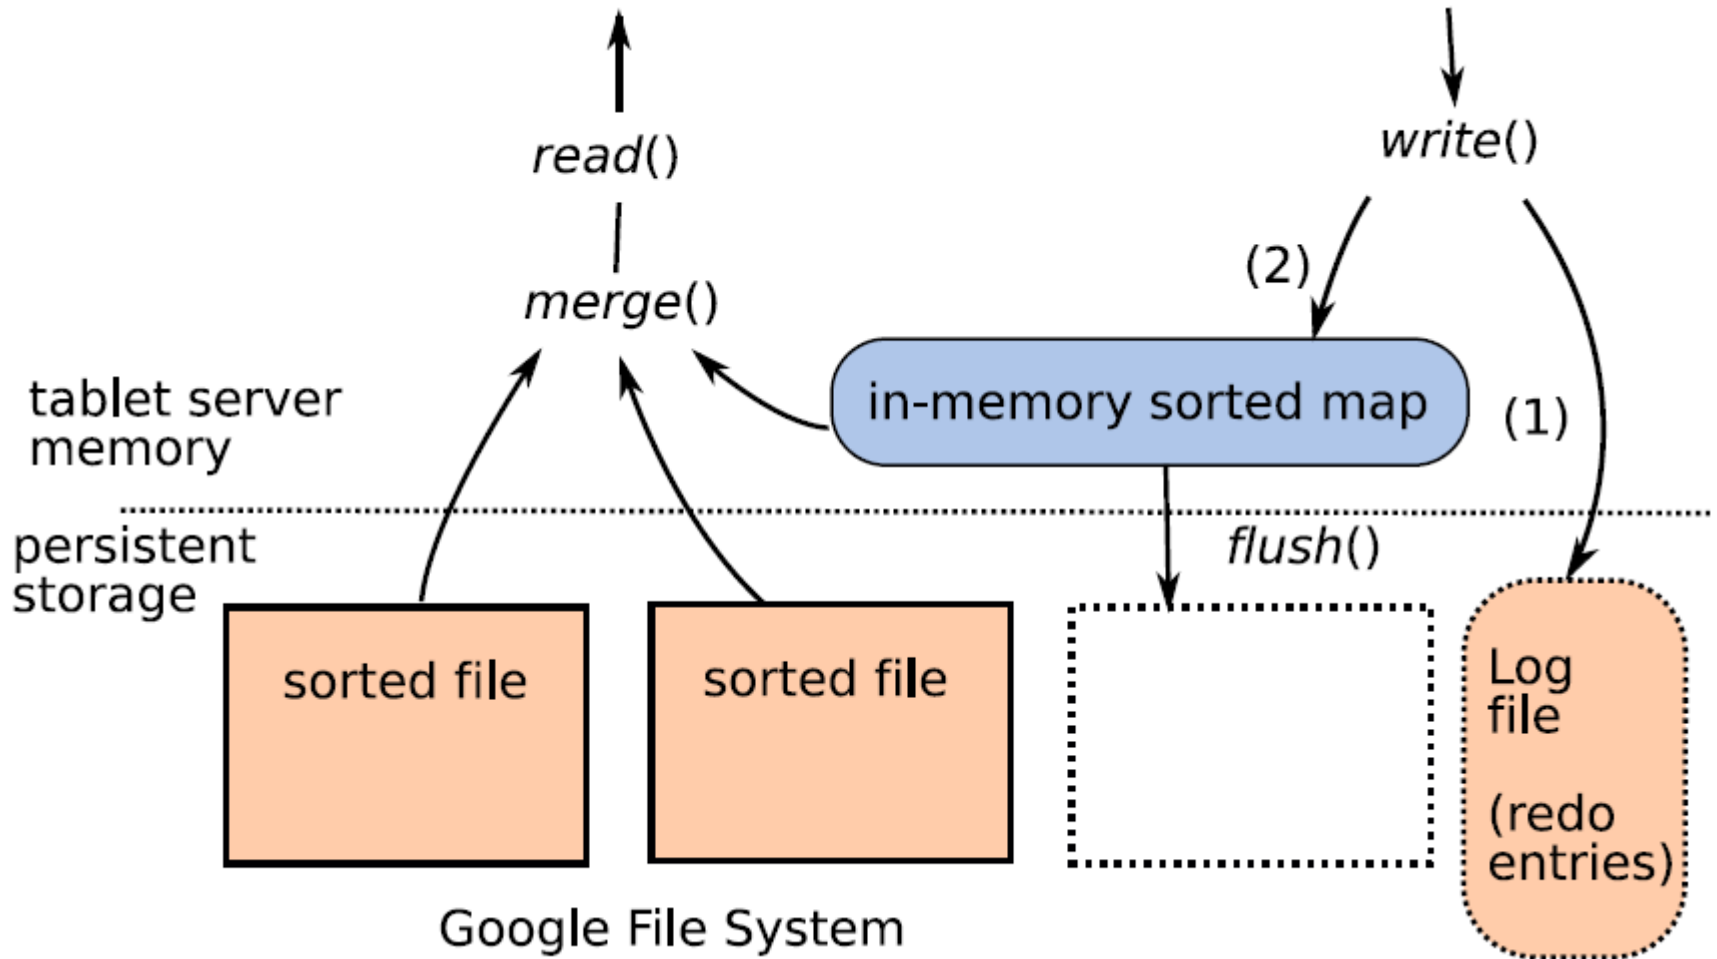 read()
write()
(2)
merge()
tablet server
memory
in-memory sorted map
(1)
persistent
storage
flush()
sorted file
sorted file
Log
file
(redo
entries)
Google File System